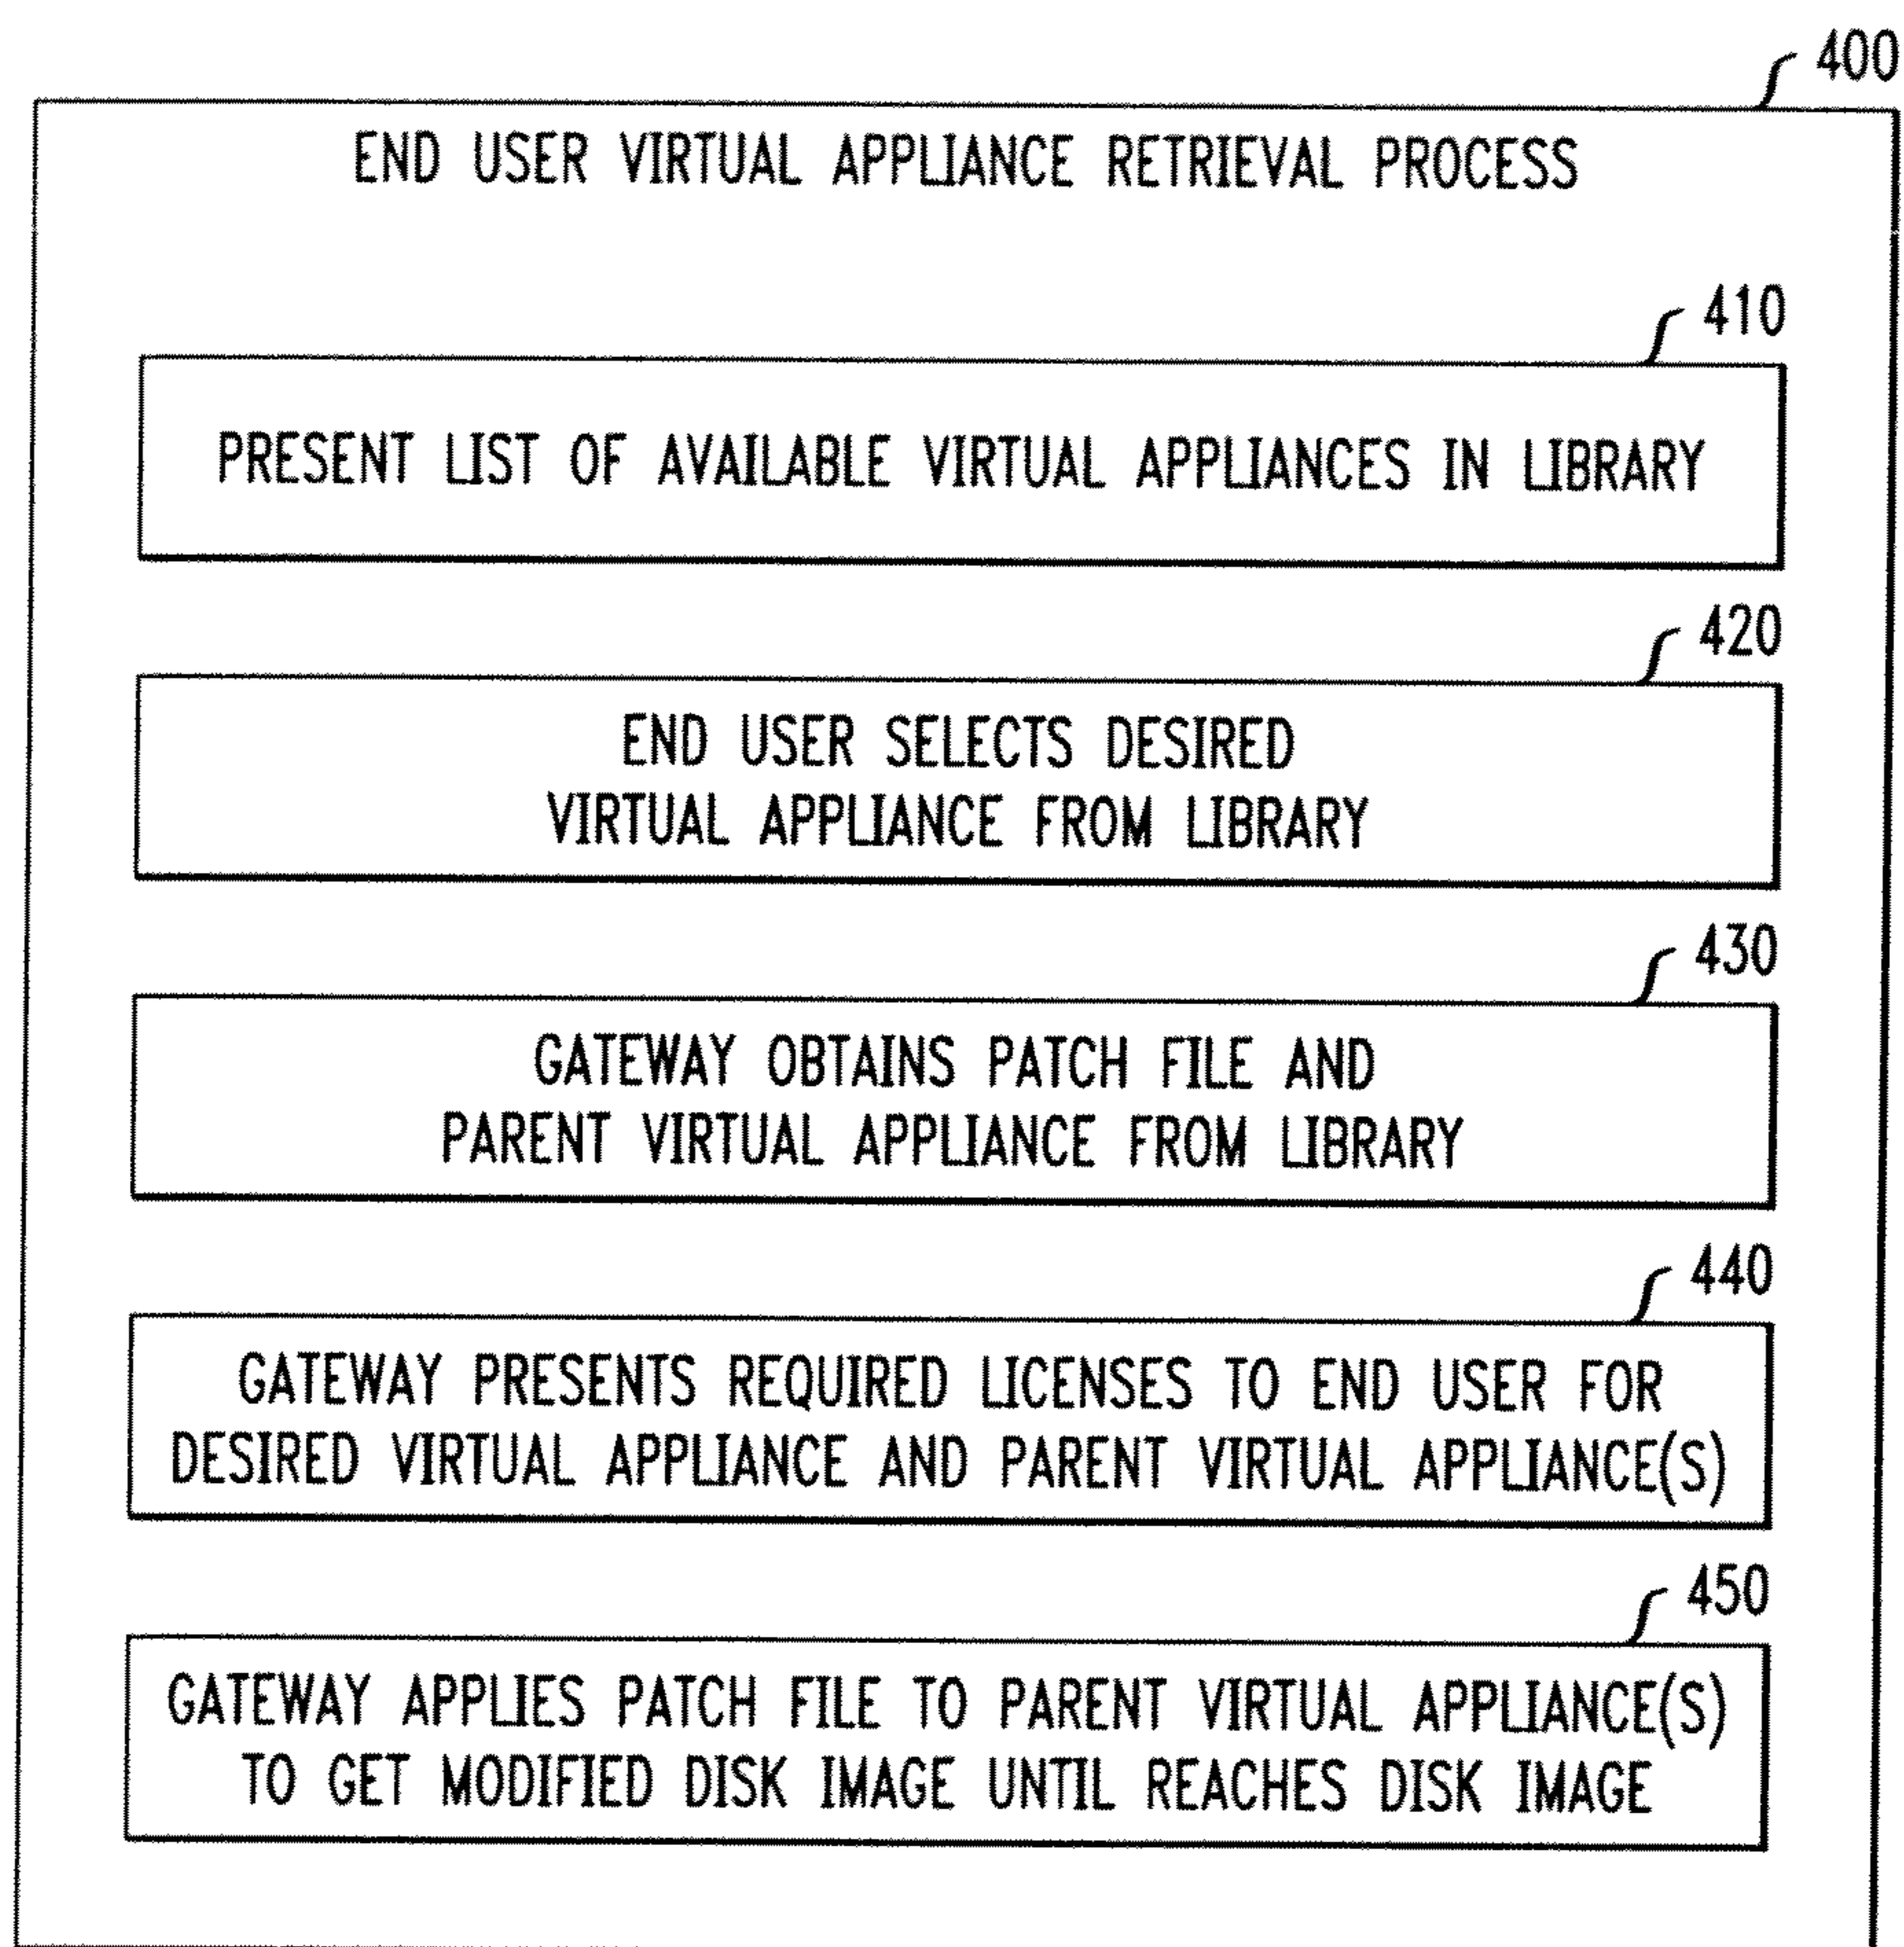 400
END USER VIRTUAL APPLIANCE RETRIEVAL PROCESS
410
PRESENT LIST OF AVAILABLE VIRTUAL APPLIANCES IN LIBRARY
420
END USER SELECTS DESIRED
VIRTUAL APPLIANCE FROM LIBRARY
430
GATEWAY OBTAINS PATCH FILE AND
PARENT VIRTUAL APPLIANCE FROM LIBRARY
440
GATEWAY PRESENTS REQUIRED LICENSES TO END USER FOR
DESIRED VIRTUAL APPLIANCE AND PARENT VIRTUAL APPLIANCE(S)
450
GATEWAY APPLIES PATCH FILE TO PARENT VIRTUAL APPLIANCE(S)
TO GET MODIFIED DISK IMAGE UNTIL REACHES DISK IMAGE